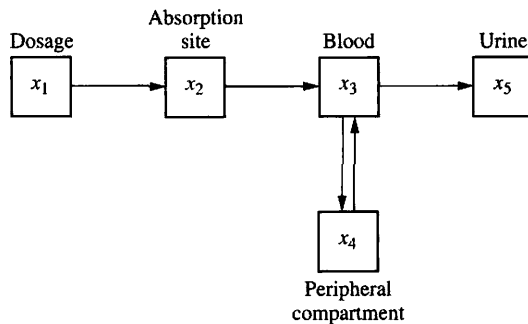 Dosage
Absorption
site
Blood
Urine
x1
x2
x3
x5
x4
Peripheral
compartment